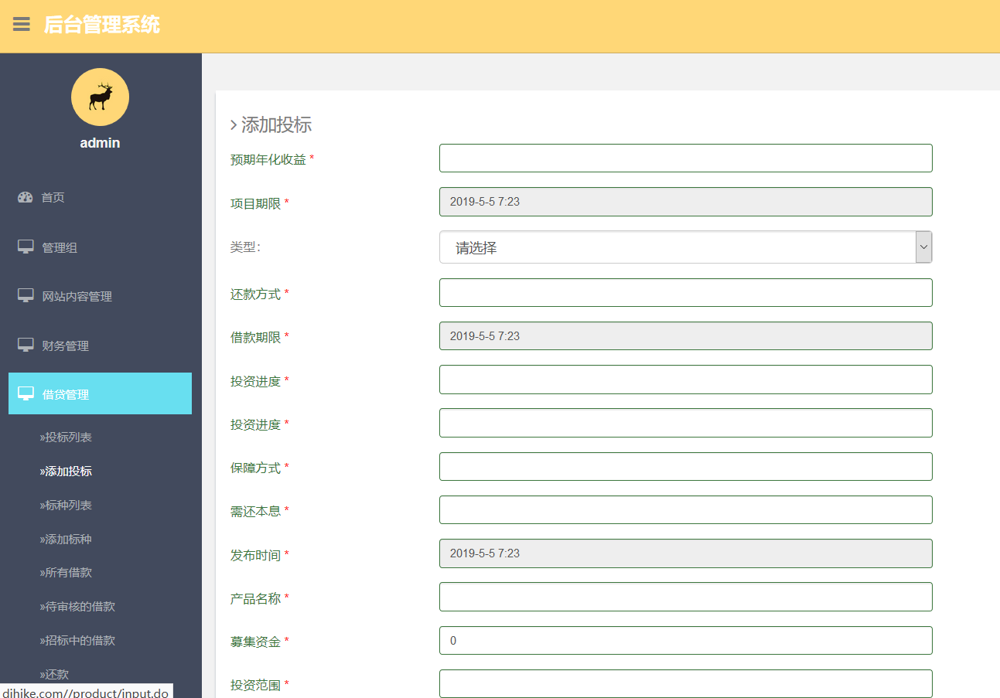 后台管理系统
admin
首页
管理组
网站内容管理
财务管理
借贷管理
»投标列表
»添加投标
»标种列表
»添加标种
»所有借款
»待审核的借款
»招标中的借款
»还款
dihike.com//product/input.do
添加投标
预期年化收益 *
项目期限 * 2019-5-5 7:23
类型: 请选择
还款方式 *
借款期限 * 2019-5-5 7:23
投资进度 *
投资进度 *
保障方式 *
需还本息 *
发布时间 * 2019-5-5 7:23
产品名称 *
募集资金 * 0
投资范围 *